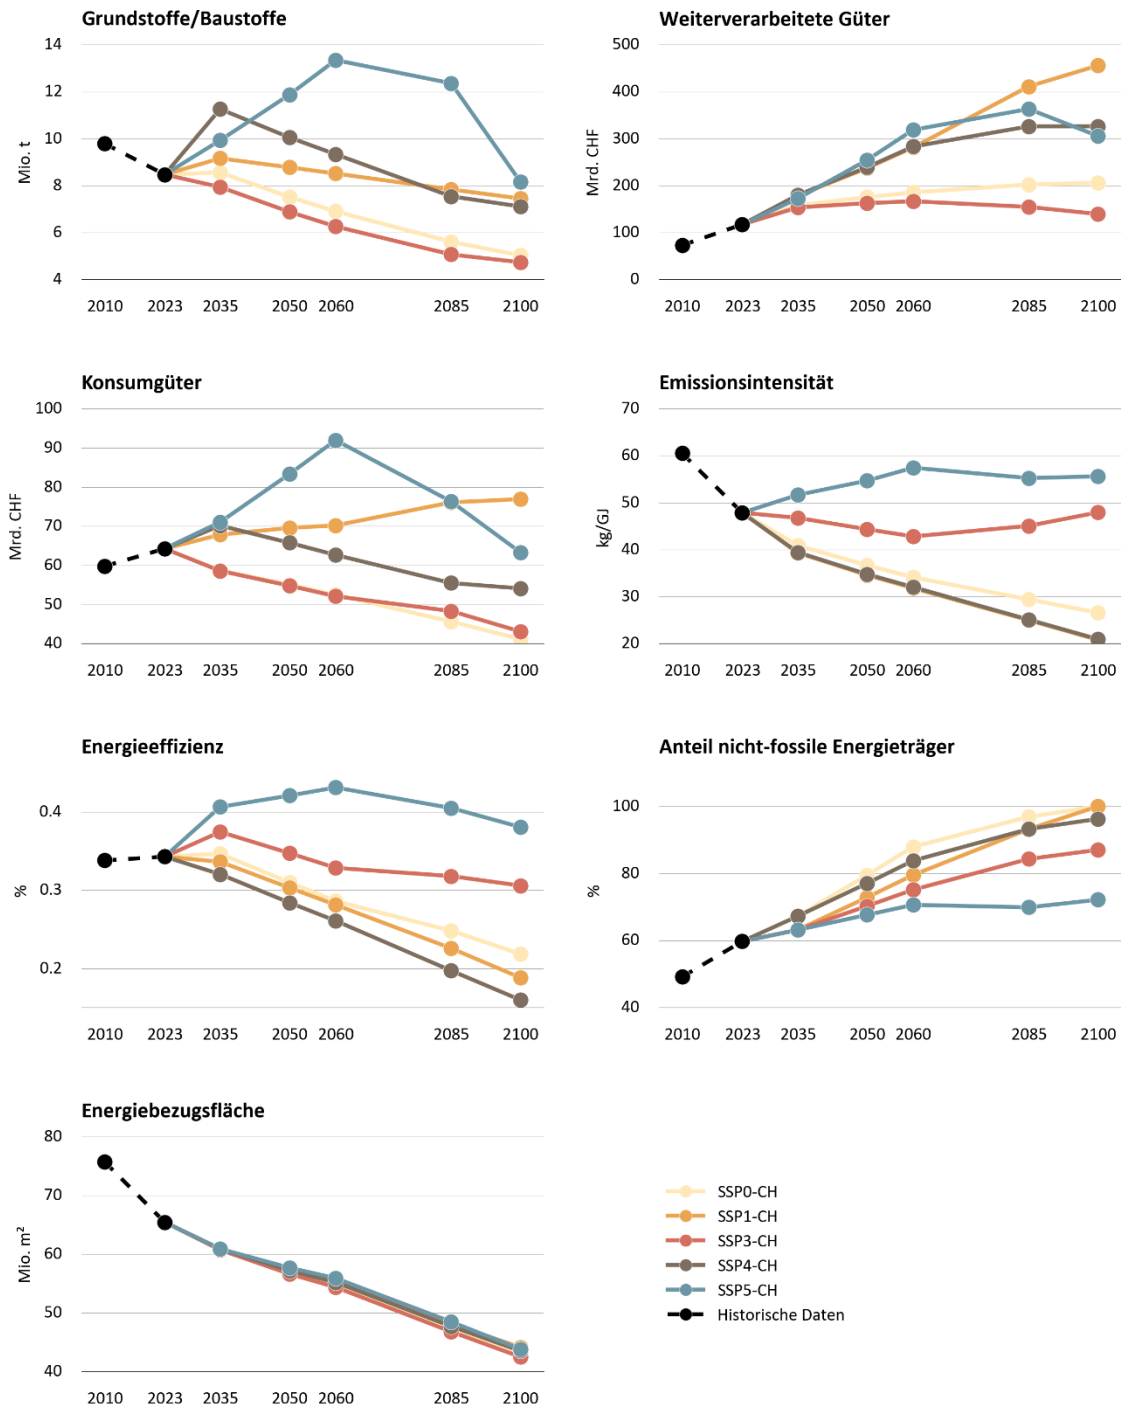 Grundstoffe/Baustoffe
14
12
10
8
6
4
Mio. t
2010 2023 2035 2050 2060 2085 2100
Weiterverarbeitete Güter
500
400
300
200
100
0
Mrd. CHF
2010 2023 2035 2050 2060 2085 2100
Konsumgüter
100
90
80
70
60
50
40
Mrd. CHF
2010 2023 2035 2050 2060 2085 2100
Emissionsintensität
70
60
50
40
30
20
kg/GJ
2010 2023 2035 2050 2060 2085 2100
Energieeffizienz
0.4
0.3
0.2
%
2010 2023 2035 2050 2060 2085 2100
Anteil nicht-fossile Energieträger
100
80
60
40
%
2010 2023 2035 2050 2060 2085 2100
Energiebezugsfläche
80
70
60
50
40
Mio. m²
2010 2023 2035 2050 2060 2085 2100
SSP0-CH
SSP1-CH
SSP3-CH
SSP4-CH
SSP5-CH
Historische Daten